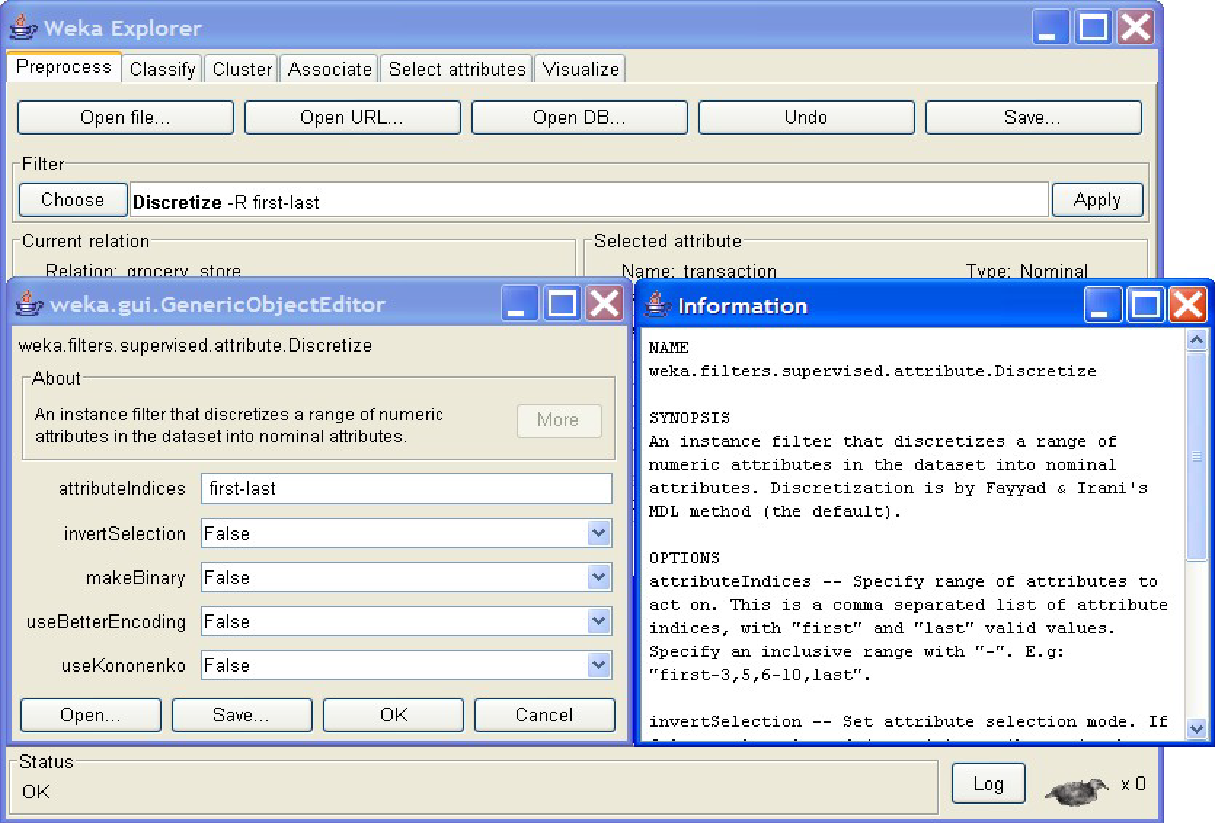 Weka Explorer
Preprocess Classify Cluster Associate Select attributes Visualize
Open file... Open URL... Open DB... Undo Save...
Filter
Choose Discretize -R first-last Apply
Current relation
Relation: grocery_store
Selected attribute
Name: transaction Type: Nominal
weka.gui.GenericObjectEditor
weka.filters.supervised.attribute.Discretize
About
An instance filter that discretizes a range of numeric
attributes in the dataset into nominal attributes.
More
attributeIndices first-last
invertSelection False
makeBinary False
useBetterEncoding False
useKononenko False
Open... Save... OK Cancel
Information
NAME
weka.filters.supervised.attribute.Discretize
SYNOPSIS
An instance filter that discretizes a range of
numeric attributes in the dataset into nominal
attributes. Discretization is by Fayyad & Irani's
MDL method (the default).
OPTIONS
attributeIndices -- Specify range of attributes to
act on. This is a comma separated list of attribute
indices, with "first" and "last" valid values.
Specify an inclusive range with "-". E.g:
"first-3,5,6-10,last".
invertSelection -- Set attribute selection mode. If
Status
OK
Log x 0